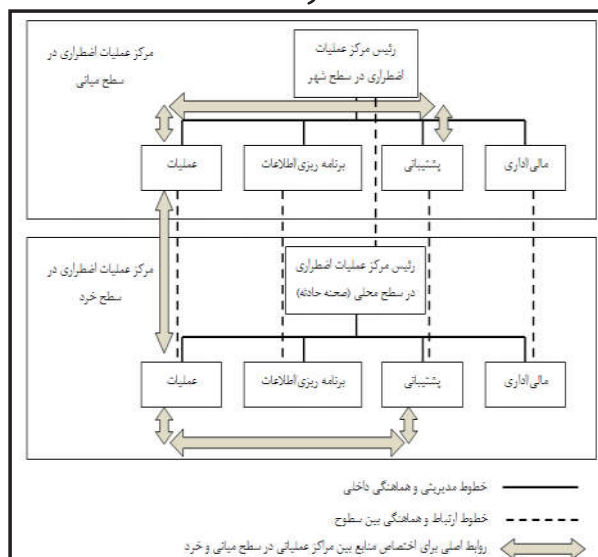 مرکز عملیات اضطراری در
سطح میانی
رئیس مرکز عملیات
اضطراری در سطح شهر
عملیات
برنامه ریزی/اطلاعات
پشتیبانی
مالی/اداری
مرکز عملیات اضطراری در
سطح خرد
رئیس مرکز عملیات اضطراری
در سطح محلی (صحنه حادثه)
عملیات
برنامه ریزی/اطلاعات
پشتیبانی
مالی/اداری
خطوط مدیریتی و هماهنگی داخلی
خطوط ارتباط و هماهنگی بین سطوح
روابط اصلی برای اختصاص منابع بین مراکز عملیاتی در سطح میانی و خرد